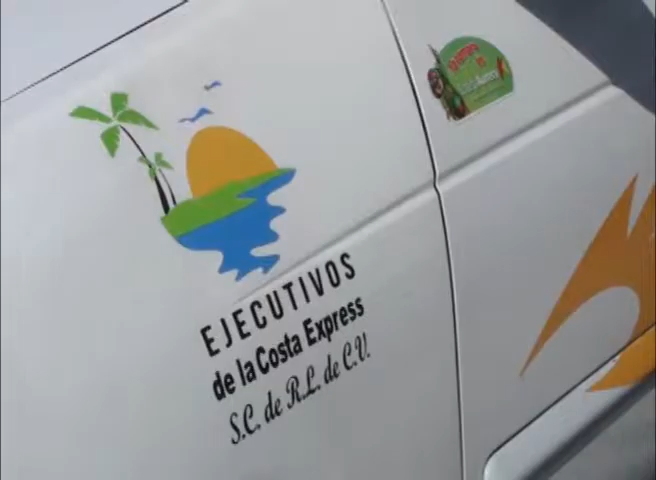 EJECUTIVOS
de la Costa Express
S.C. de R.L. de C.V.